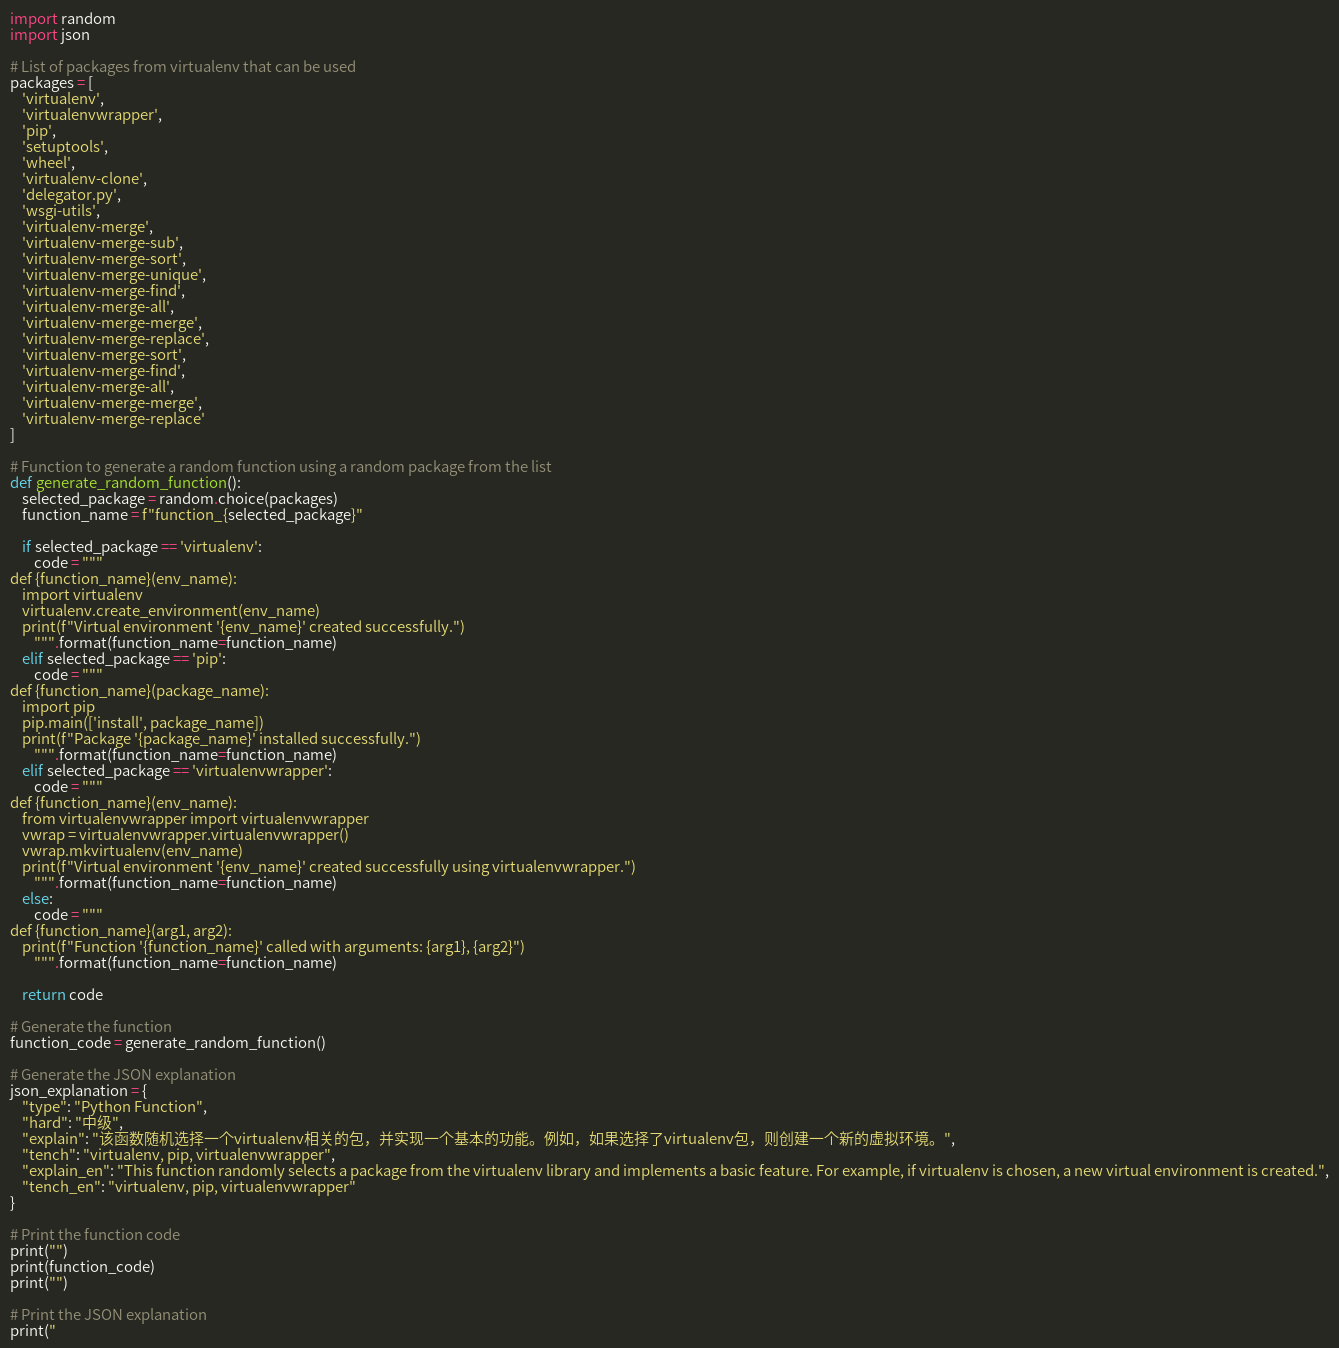 import random
import json

# List of packages from virtualenv that can be used
packages = [
    'virtualenv',
    'virtualenvwrapper',
    'pip',
    'setuptools',
    'wheel',
    'virtualenv-clone',
    'delegator.py',
    'wsgi-utils',
    'virtualenv-merge',
    'virtualenv-merge-sub',
    'virtualenv-merge-sort',
    'virtualenv-merge-unique',
    'virtualenv-merge-find',
    'virtualenv-merge-all',
    'virtualenv-merge-merge',
    'virtualenv-merge-replace',
    'virtualenv-merge-sort',
    'virtualenv-merge-find',
    'virtualenv-merge-all',
    'virtualenv-merge-merge',
    'virtualenv-merge-replace'
]

# Function to generate a random function using a random package from the list
def generate_random_function():
    selected_package = random.choice(packages)
    function_name = f"function_{selected_package}"

    if selected_package == 'virtualenv':
        code = """
def {function_name}(env_name):
    import virtualenv
    virtualenv.create_environment(env_name)
    print(f"Virtual environment '{env_name}' created successfully.")
        """.format(function_name=function_name)
    elif selected_package == 'pip':
        code = """
def {function_name}(package_name):
    import pip
    pip.main(['install', package_name])
    print(f"Package '{package_name}' installed successfully.")
        """.format(function_name=function_name)
    elif selected_package == 'virtualenvwrapper':
        code = """
def {function_name}(env_name):
    from virtualenvwrapper import virtualenvwrapper
    vwrap = virtualenvwrapper.virtualenvwrapper()
    vwrap.mkvirtualenv(env_name)
    print(f"Virtual environment '{env_name}' created successfully using virtualenvwrapper.")
        """.format(function_name=function_name)
    else:
        code = """
def {function_name}(arg1, arg2):
    print(f"Function '{function_name}' called with arguments: {arg1}, {arg2}")
        """.format(function_name=function_name)

    return code

# Generate the function
function_code = generate_random_function()

# Generate the JSON explanation
json_explanation = {
    "type": "Python Function",
    "hard": "中级",
    "explain": "该函数随机选择一个virtualenv相关的包，并实现一个基本的功能。例如，如果选择了virtualenv包，则创建一个新的虚拟环境。",
    "tench": "virtualenv, pip, virtualenvwrapper",
    "explain_en": "This function randomly selects a package from the virtualenv library and implements a basic feature. For example, if virtualenv is chosen, a new virtual environment is created.",
    "tench_en": "virtualenv, pip, virtualenvwrapper"
}

# Print the function code
print("")
print(function_code)
print("")

# Print the JSON explanation
print("